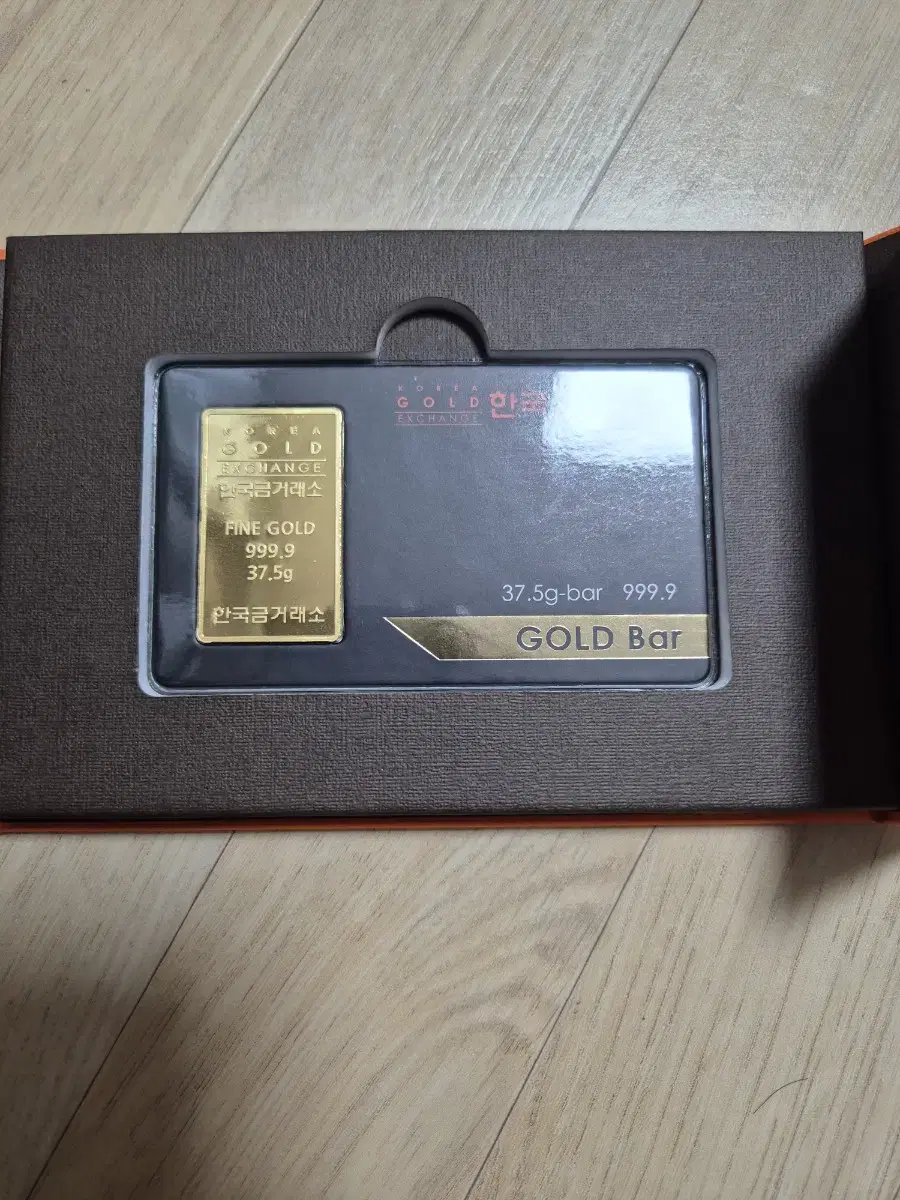 KOREA
GOLD
EXCHANGE
한국금거래소
FINE GOLD
999.9
37.5g
한국금거래소
KOREA
GOLD
EXCHANGE
37.5g-bar 999.9
GOLD Bar